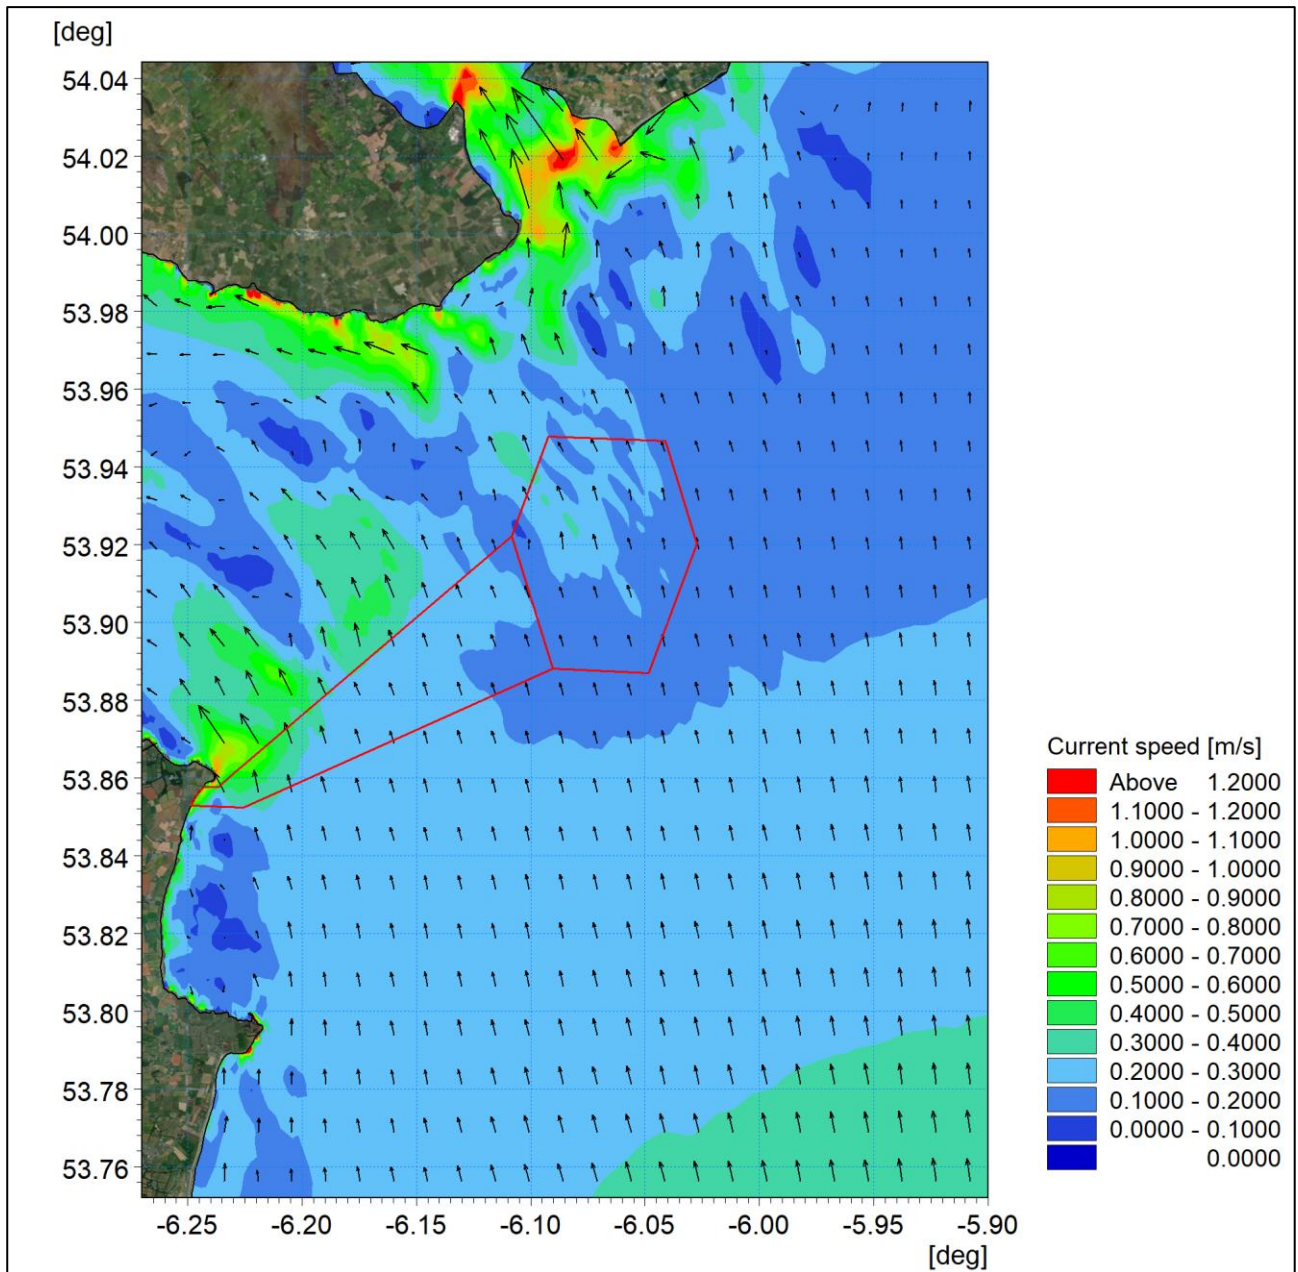 [deg]
54.04
54.02
54.00
53.98
53.96
53.94
53.92
53.90
53.88
53.86
53.84
53.82
53.80
53.78
53.76
-6.25
-6.20
-6.15
-6.10
-6.05
-6.00
-5.95
-5.90
[deg]
Current speed [m/s]
Above 1.2000
1.1000 - 1.2000
1.0000 - 1.1000
0.9000 - 1.0000
0.8000 - 0.9000
0.7000 - 0.8000
0.6000 - 0.7000
0.5000 - 0.6000
0.4000 - 0.5000
0.3000 - 0.4000
0.2000 - 0.3000
0.1000 - 0.2000
0.0000 - 0.1000
0.0000